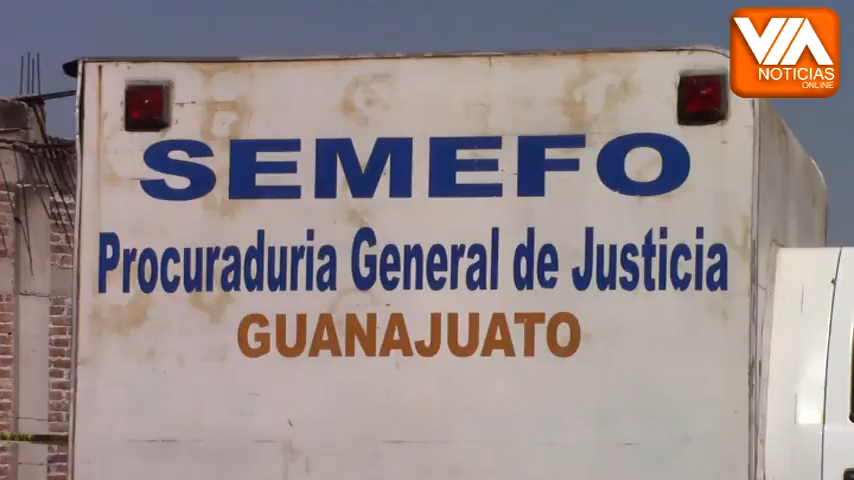 VIA
NOTICIAS
ONLINE
SEMEFO
Procuraduria General de Justicia
GUANAJUATO